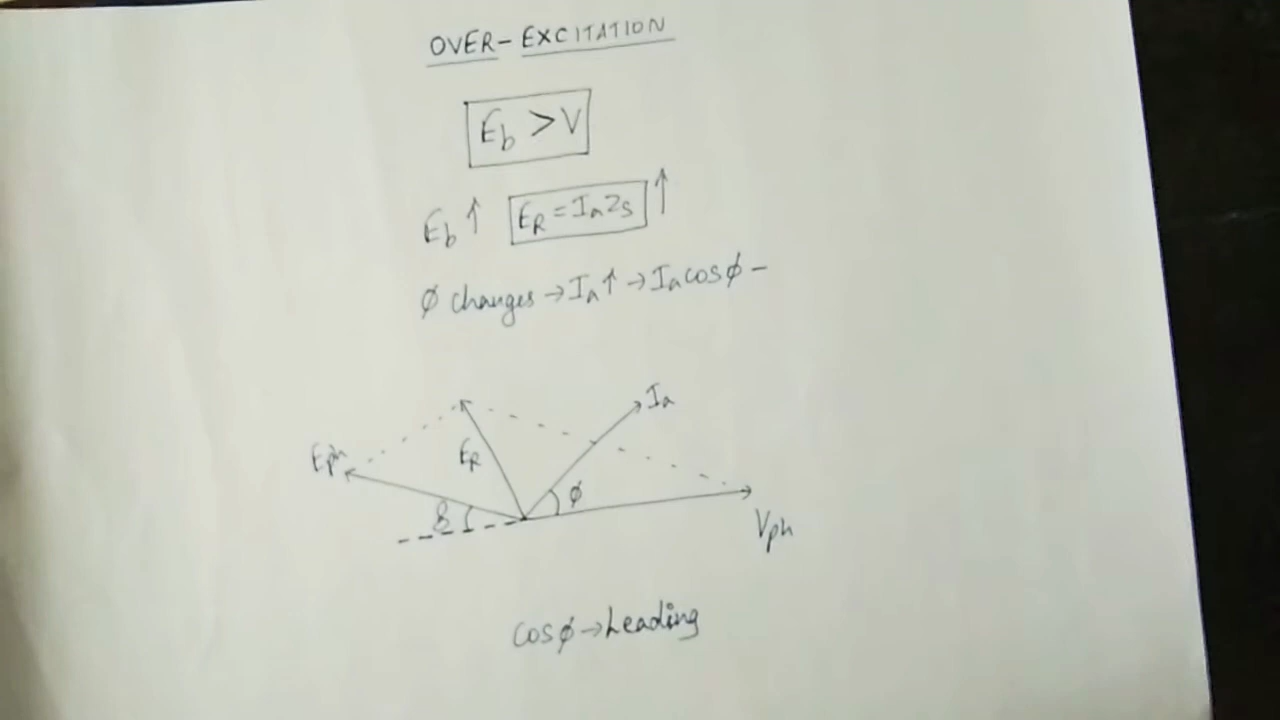 OVER-EXCITATION
Eb > V
Eb ↑ ER = IaZs ↑
ϕ changes → Ia ↑ → Ia cosϕ –
Ia
Eph
ER
ϕ
δ
Vph
cosϕ → Leading